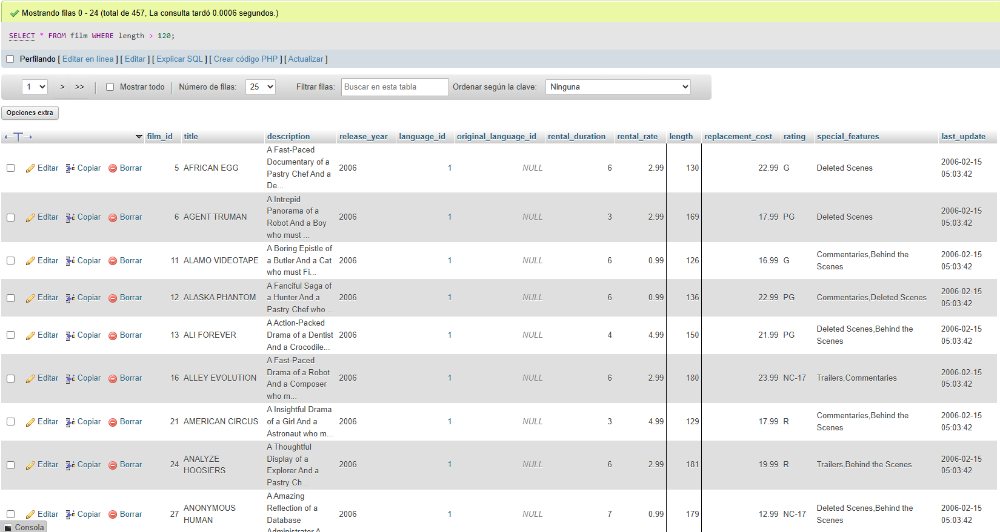 Mostrando filas 0 - 24 (total de 457, La consulta tardó 0.0006 segundos.)
SELECT * FROM film WHERE length > 120;
Perfilando [ Editar en línea ] [ Editar ] [ Explicar SQL ] [ Crear código PHP ] [ Actualizar ]
1 > >> | Mostrar todo | Número de filas: 25 Filtrar filas: Buscar en esta tabla Ordenar según la clave: Ninguna
Opciones extra
←T→ film_id title description release_year language_id original_language_id rental_duration rental_rate length replacement_cost rating special_features last_update
Editar Copiar Borrar 5 AFRICAN EGG A Fast-Paced Documentary of a Pastry Chef And a De... 2006 1 NULL 6 2.99 130 22.99 G Deleted Scenes 2006-02-15 05:03:42
Editar Copiar Borrar 6 AGENT TRUMAN A Intrepid Panorama of a Robot And a Boy who must ... 2006 1 NULL 3 2.99 169 17.99 PG Deleted Scenes 2006-02-15 05:03:42
Editar Copiar Borrar 11 ALAMO VIDEOTAPE A Boring Epistle of a Butler And a Cat who must Fi... 2006 1 NULL 6 0.99 126 16.99 G Commentaries,Behind the Scenes 2006-02-15 05:03:42
Editar Copiar Borrar 12 ALASKA PHANTOM A Fanciful Saga of a Hunter And a Pastry Chef who ... 2006 1 NULL 6 0.99 136 22.99 PG Commentaries,Deleted Scenes 2006-02-15 05:03:42
Editar Copiar Borrar 13 ALI FOREVER A Action-Packed Drama of a Dentist And a Crocodile... 2006 1 NULL 4 4.99 150 21.99 PG Deleted Scenes,Behind the Scenes 2006-02-15 05:03:42
Editar Copiar Borrar 16 ALLEY EVOLUTION A Fast-Paced Drama of a Robot And a Composer who m... 2006 1 NULL 6 2.99 180 23.99 NC-17 Trailers,Commentaries 2006-02-15 05:03:42
Editar Copiar Borrar 21 AMERICAN CIRCUS A Insightful Drama of a Girl And a Astronaut who m... 2006 1 NULL 3 4.99 129 17.99 R Commentaries,Behind the Scenes 2006-02-15 05:03:42
Editar Copiar Borrar 24 ANALYZE HOOSIERS A Thoughtful Display of a Explorer And a Pastry Ch... 2006 1 NULL 6 2.99 181 19.99 R Trailers,Behind the Scenes 2006-02-15 05:03:42
Editar Copiar Borrar 27 ANONYMOUS HUMAN A Amazing Reflection of a Database Administrator A 2006 1 NULL 7 0.99 179 12.99 NC-17 Deleted Scenes,Behind the Scenes 2006-02-15 05:03:42
Consola